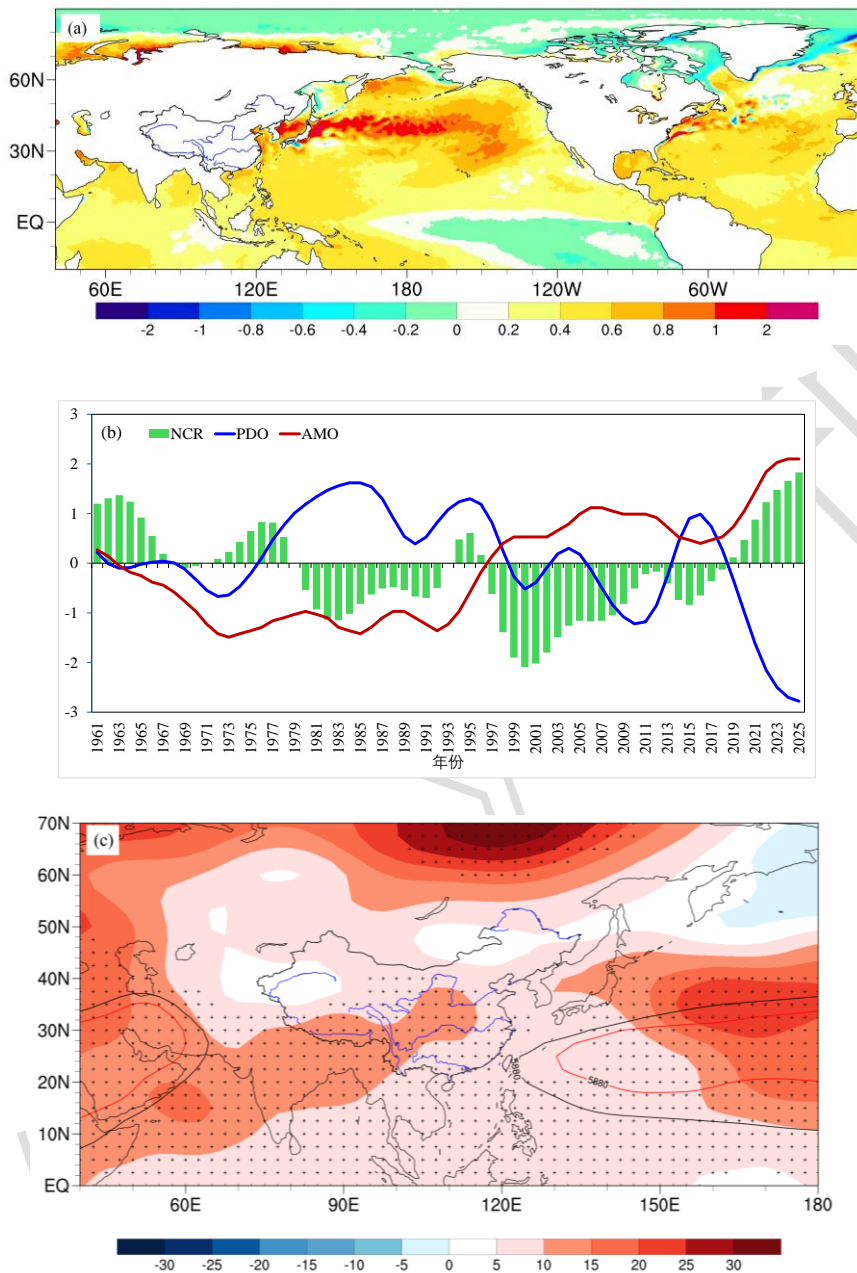 (a)
60N
30N
EQ
60E 120E 180 120W 60W
-2 -1 -0.8 -0.6 -0.4 -0.2 0 0.2 0.4 0.6 0.8 1 2
(b) NCR PDO AMO
3
2
1
0
-1
-2
-3
1961 1963 1965 1967 1969 1971 1973 1975 1977 1979 1981 1983 1985 1987 1989 1991 1993 1995 1997 1999 2001 2003 2005 2007 2009 2011 2013 2015 2017 2019 2021 2023 2025
年份
(c)
70N
60N
50N
40N
30N
5880
5880
20N
10N
EQ
60E 90E 120E 150E 180
-30 -25 -20 -15 -10 -5 0 5 10 15 20 25 30